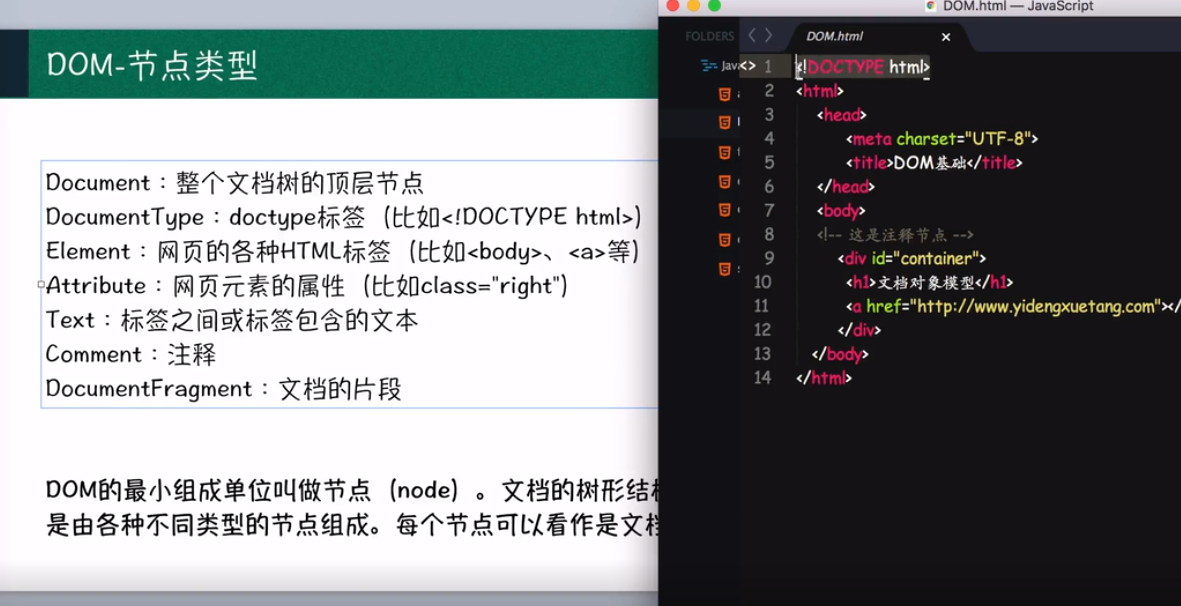 DOM-节点类型
Document：整个文档树的顶层节点
DocumentType：doctype标签（比如<!DOCTYPE html>）
Element：网页的各种HTML标签（比如<body>、<a>等）
Attribute：网页元素的属性（比如class="right"）
Text：标签之间或标签包含的文本
Comment：注释
DocumentFragment：文档的片段
DOM的最小组成单位叫做节点（node）。文档的树形结
是由各种不同类型的节点组成。每个节点可以看作是文
DOM.html — JavaScript
FOLDERS
DOM.html
Jav
1 <!DOCTYPE html>
2 <html>
3 <head>
4 <meta charset="UTF-8">
5 <title>DOM基础</title>
6 </head>
7 <body>
8 <!-- 这是注释节点 -->
9 <div id="container">
10 <h1>文档对象模型</h1>
11 <a href="http://www.yidengxuetang.com"></
12 </div>
13 </body>
14 </html>